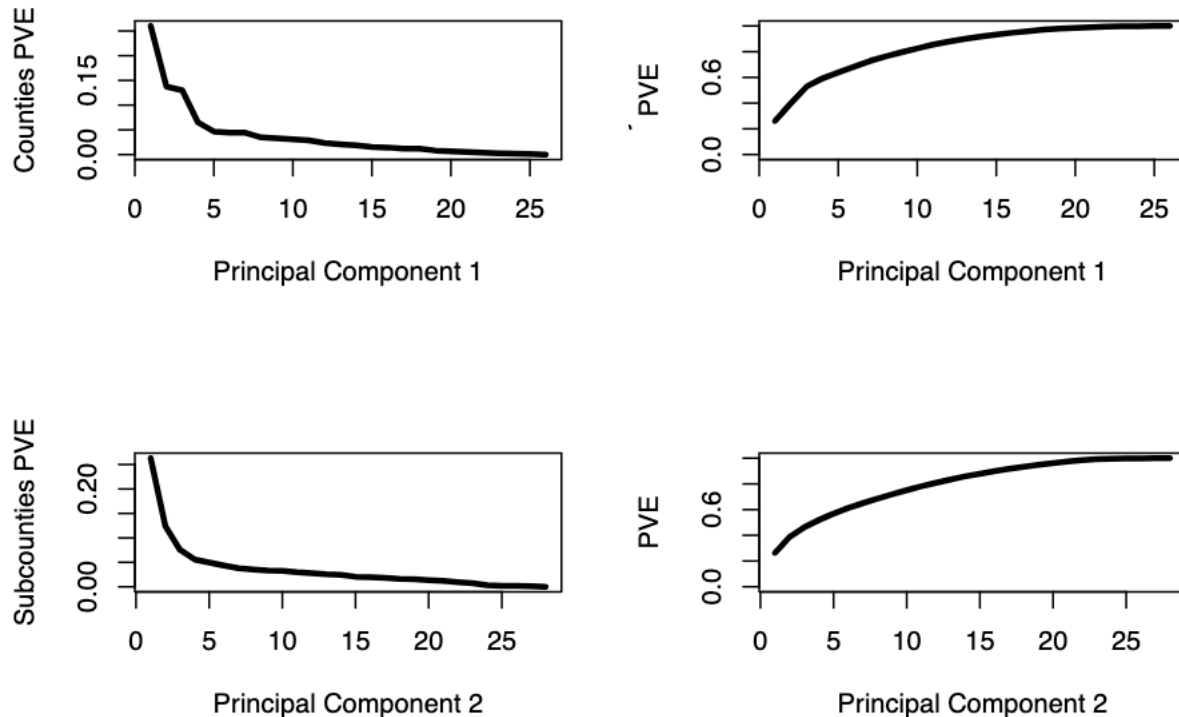 Counties PVE
0.00 0.15
0 5 10 15 20 25
Principal Component 1
PVE
0.0 0.6
0 5 10 15 20 25
Principal Component 1
Subcounties PVE
0.00 0.20
0 5 10 15 20 25
Principal Component 2
PVE
0.0 0.6
0 5 10 15 20 25
Principal Component 2